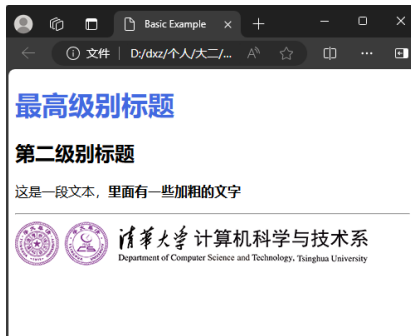 Basic Example
文件
D:/dxz/个人/大二/...
最高级别标题
第二级别标题
这是一段文本，里面有一些加粗的文字
清华大学 计算机科学与技术系
Department of Computer Science and Technology, Tsinghua University